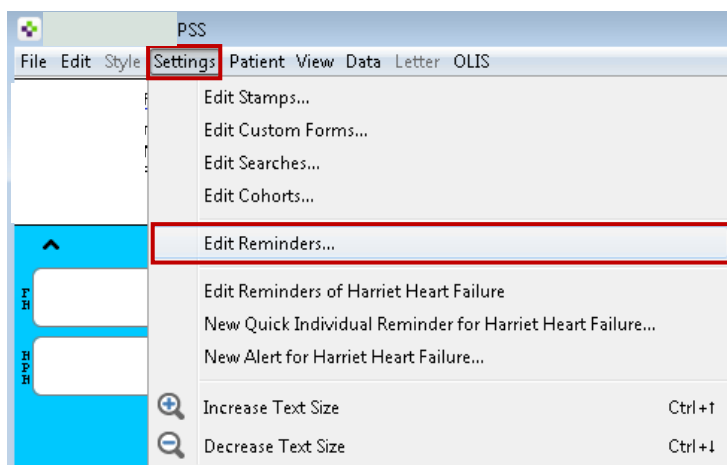 PSS
File Edit Style Settings Patient View Data Letter OLIS
Edit Stamps...
Edit Custom Forms...
Edit Searches...
Edit Cohorts...
Edit Reminders...
Edit Reminders of Harriet Heart Failure
New Quick Individual Reminder for Harriet Heart Failure...
New Alert for Harriet Heart Failure...
Increase Text Size Ctrl+↑
Decrease Text Size Ctrl+↓
FH
HPH